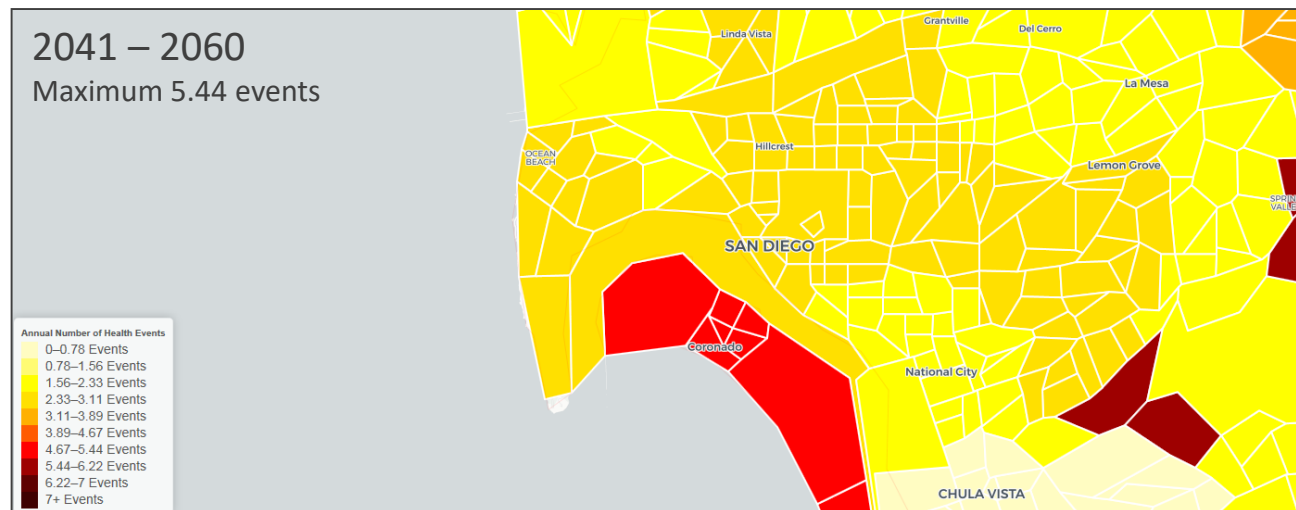 2041 – 2060
Maximum 5.44 events
Grantville
Linda Vista
Del Cerro
La Mesa
Hillcrest
OCEAN
BEACH
Lemon Grove
SPRIN
VALLE
SAN DIEGO
Coronado
National City
CHULA VISTA
Annual Number of Health Events
0–0.78 Events
0.78–1.56 Events
1.56–2.33 Events
2.33–3.11 Events
3.11–3.89 Events
3.89–4.67 Events
4.67–5.44 Events
5.44–6.22 Events
6.22–7 Events
7+ Events